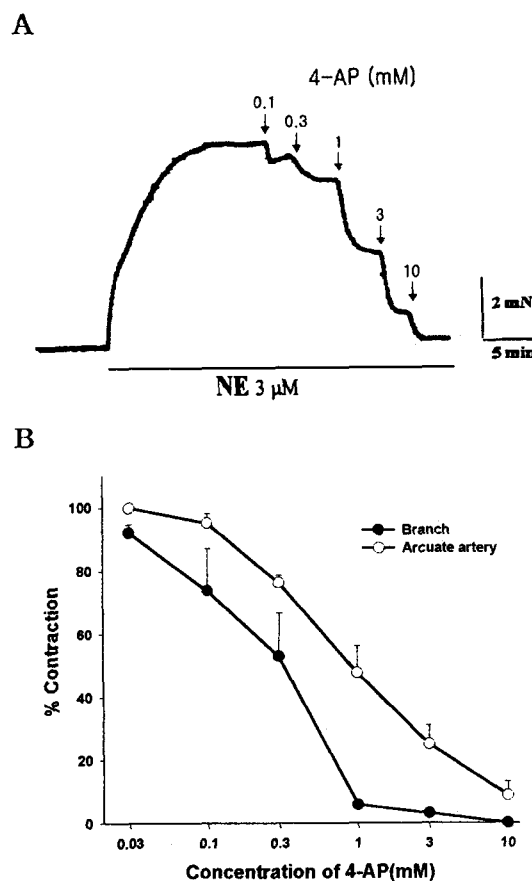 A
4-AP (mM)
0.1
0.3
1
3
10
2 mN
5 min
NE 3 µM
B
100
80
60
40
20
0
% Contraction
Branch
Arcuate artery
0.03 0.1 0.3 1 3 10
Concentration of 4-AP(mM)